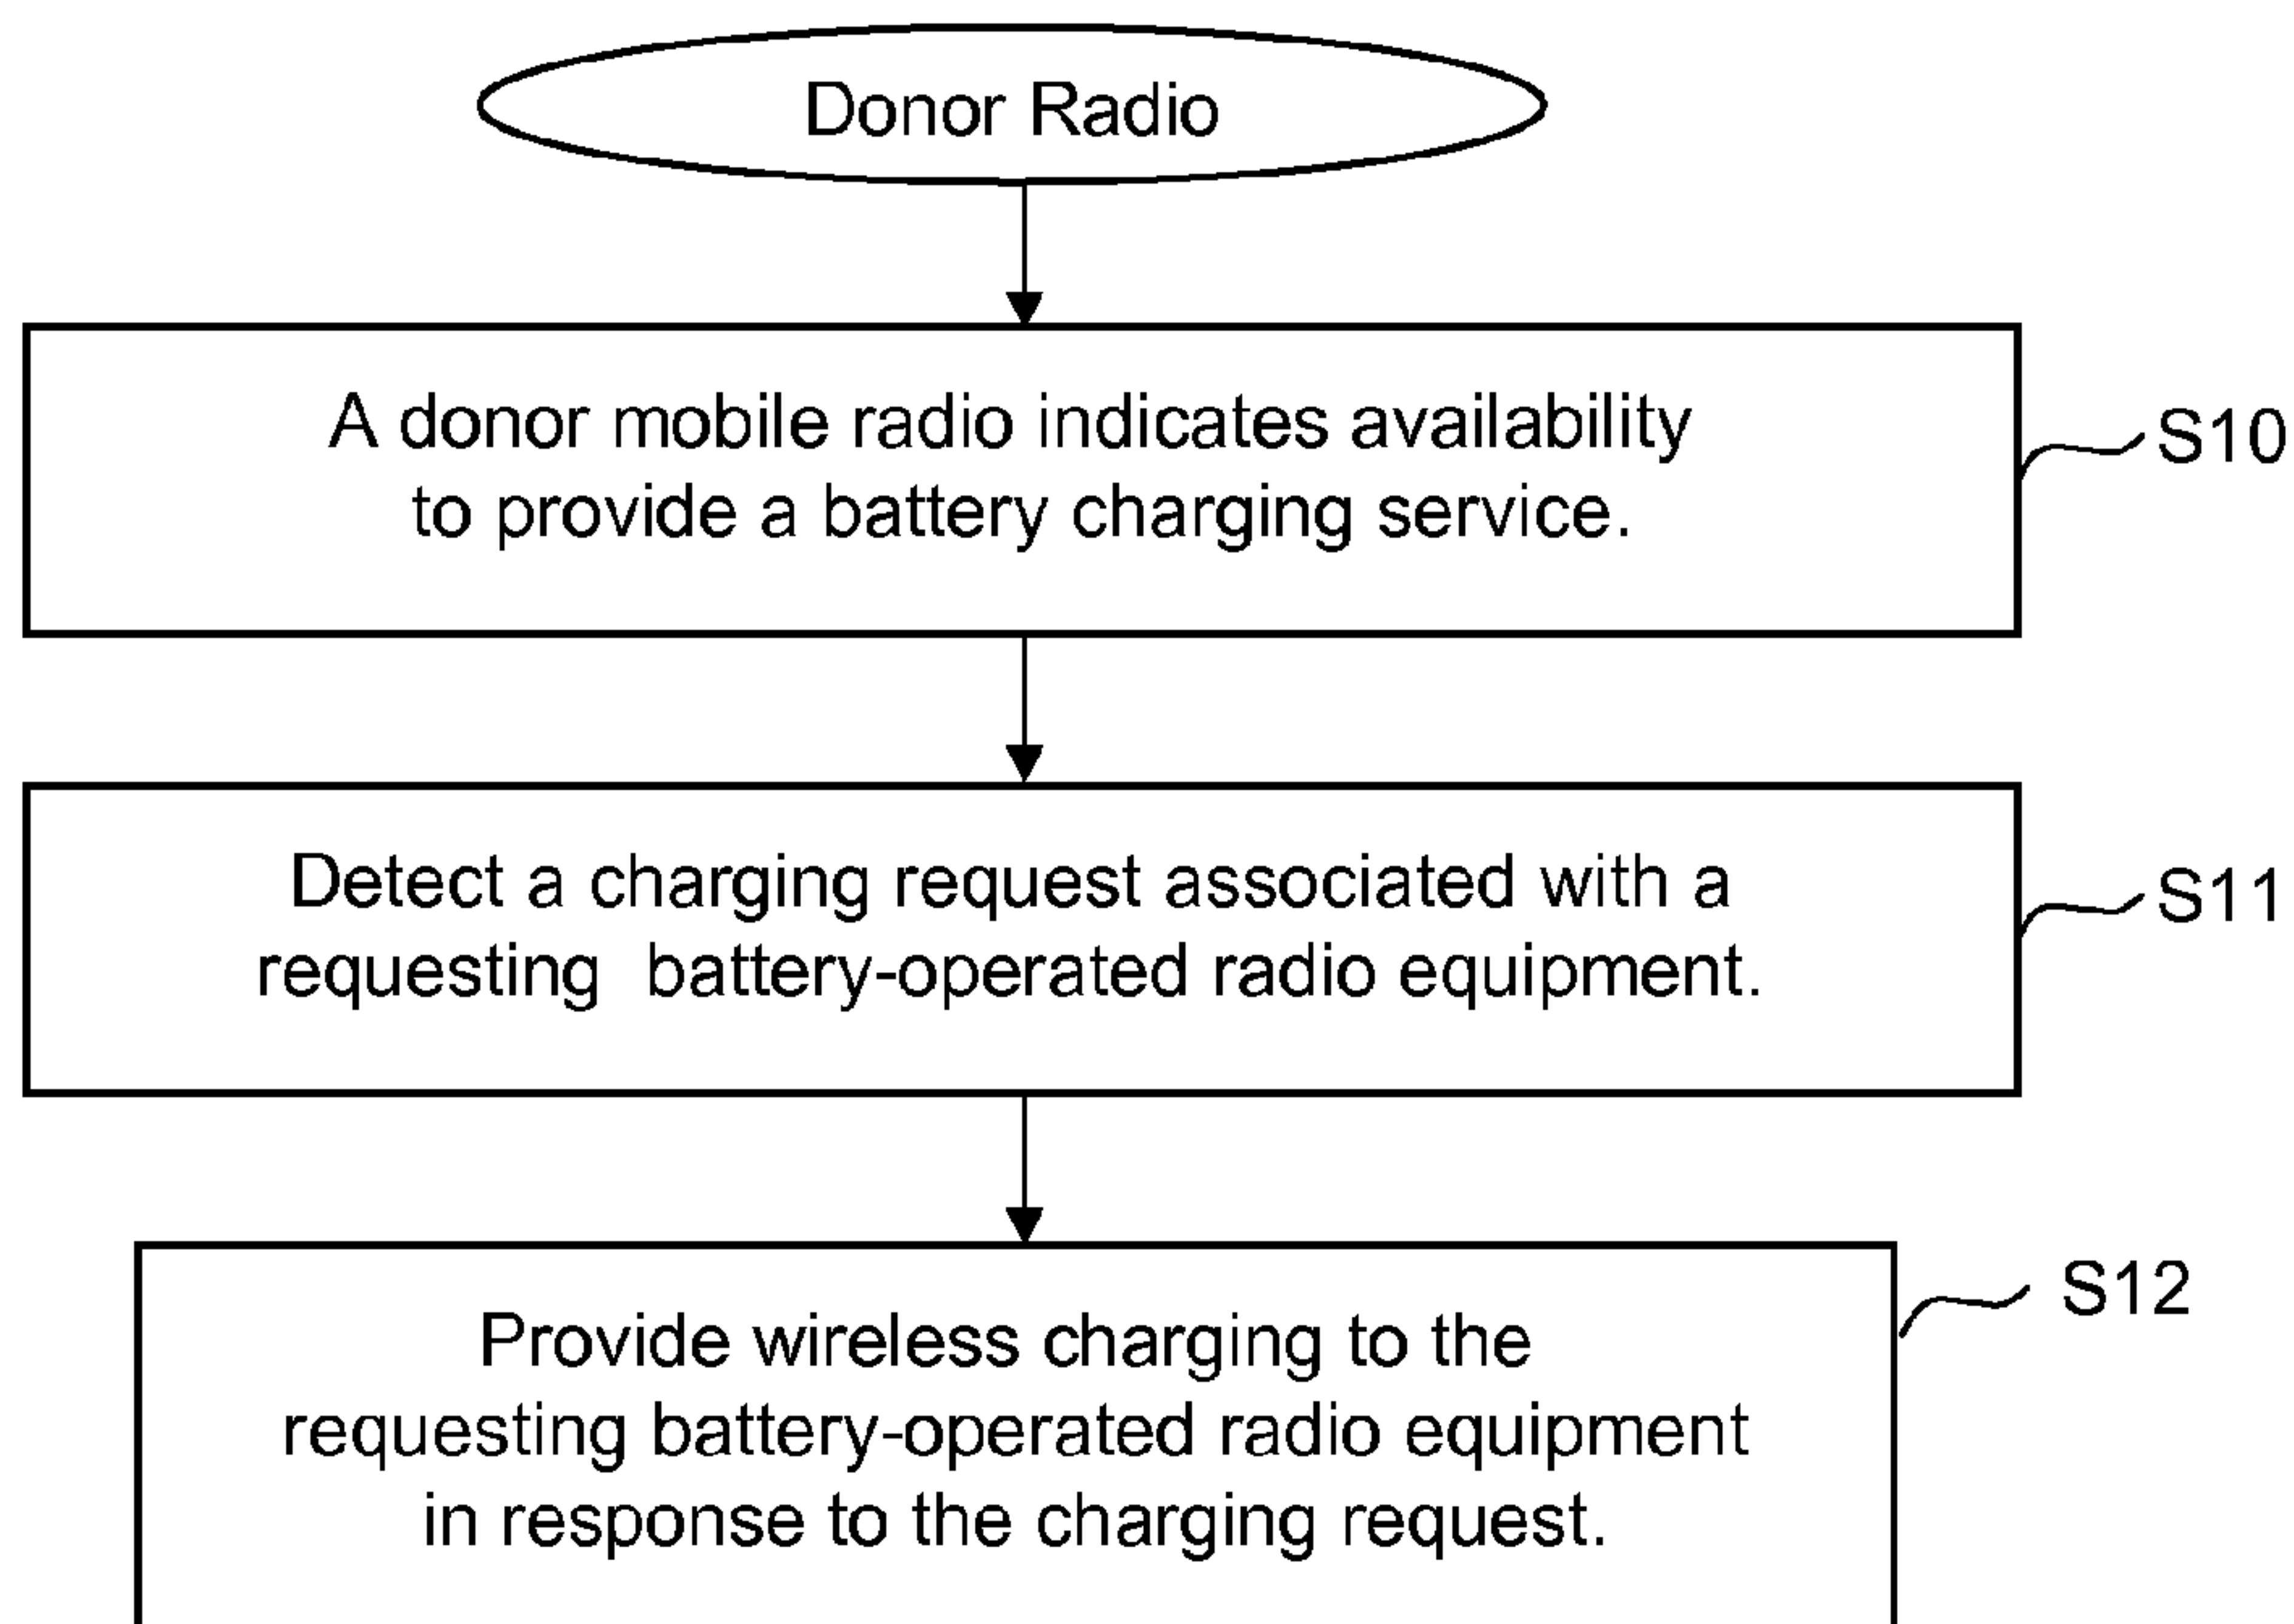 Donor Radio
A donor mobile radio indicates availability
to provide a battery charging service.
S10
Detect a charging request associated with a
requesting battery-operated radio equipment.
S11
Provide wireless charging to the
requesting battery-operated radio equipment
in response to the charging request.
S12